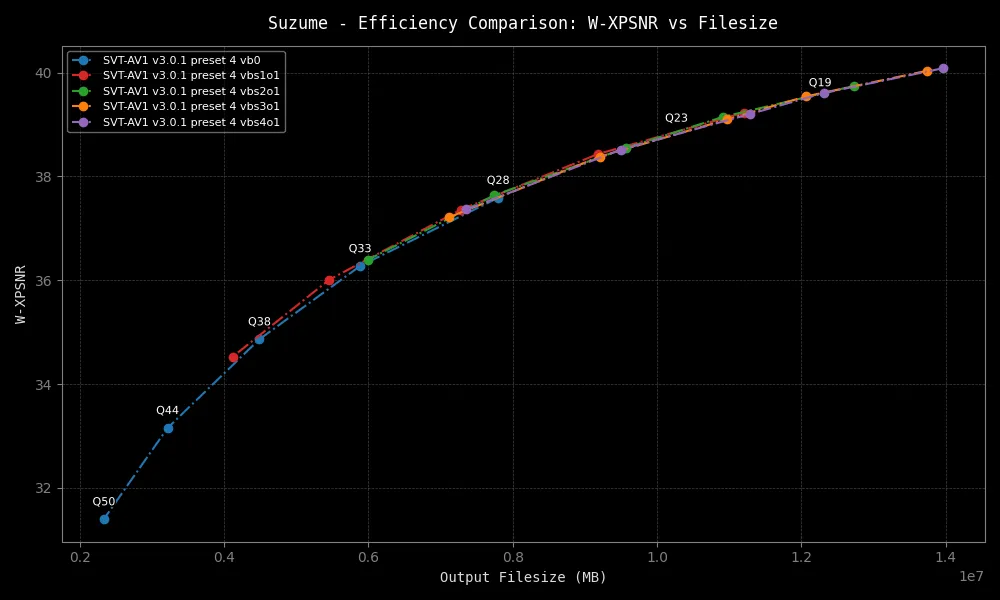 Suzume - Efficiency Comparison: W-XPSNR vs Filesize
SVT-AV1 v3.0.1 preset 4 vb0
SVT-AV1 v3.0.1 preset 4 vbs1o1
SVT-AV1 v3.0.1 preset 4 vbs2o1
SVT-AV1 v3.0.1 preset 4 vbs3o1
SVT-AV1 v3.0.1 preset 4 vbs4o1
40
38
36
34
32
W-XPSNR
Q19
Q23
Q28
Q33
Q38
Q44
Q50
0.2 0.4 0.6 0.8 1.0 1.2 1.4
1e7
Output Filesize (MB)